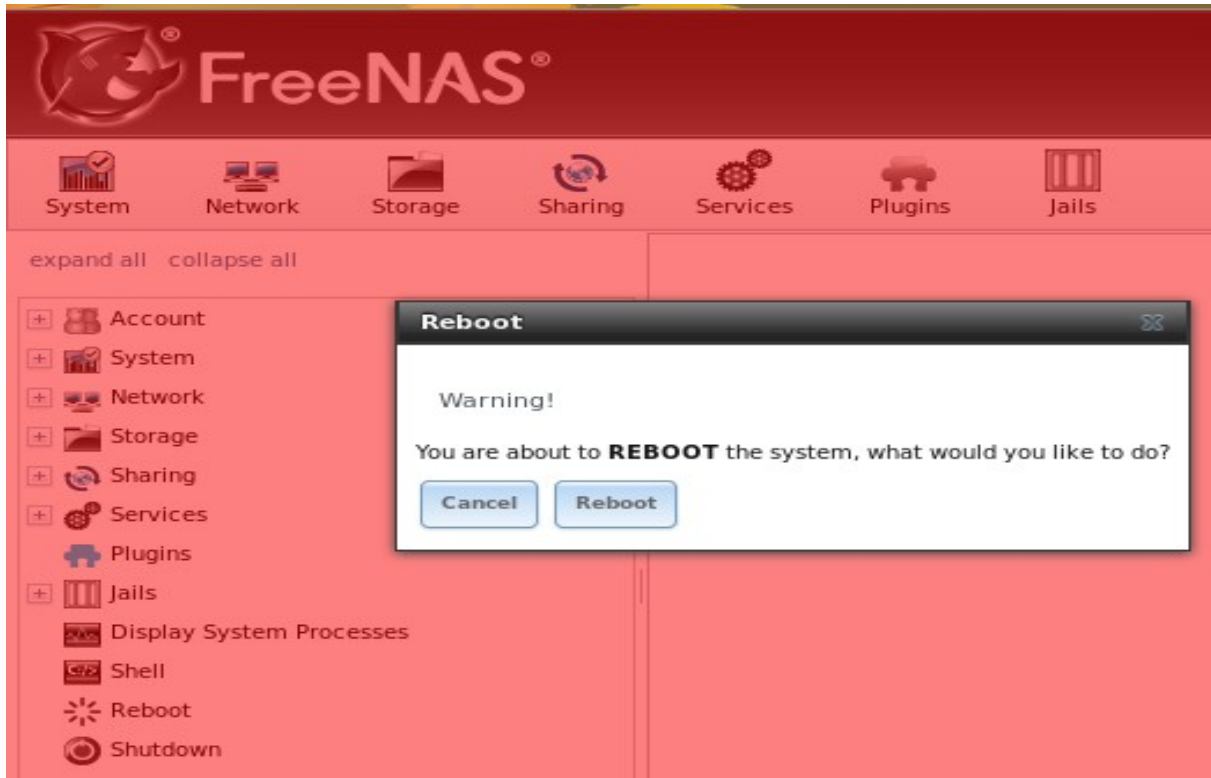 FreeNAS®
System Network Storage Sharing Services Plugins Jails
expand all collapse all
Account
System
Network
Storage
Sharing
Services
Plugins
Jails
Display System Processes
Shell
Reboot
Shutdown
Reboot
Warning!
You are about to REBOOT the system, what would you like to do?
Cancel Reboot